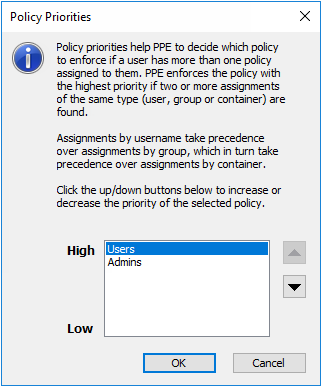 Policy Priorities
Policy priorities help PPE to decide which policy
to enforce if a user has more than one policy
assigned to them. PPE enforces the policy with
the highest priority if two or more assignments
of the same type (user, group or container) are
found.
Assignments by username take precedence
over assignments by group, which in turn take
precedence over assignments by container.
Click the up/down buttons below to increase or
decrease the priority of the selected policy.
High
Users
Admins
Low
OK
Cancel